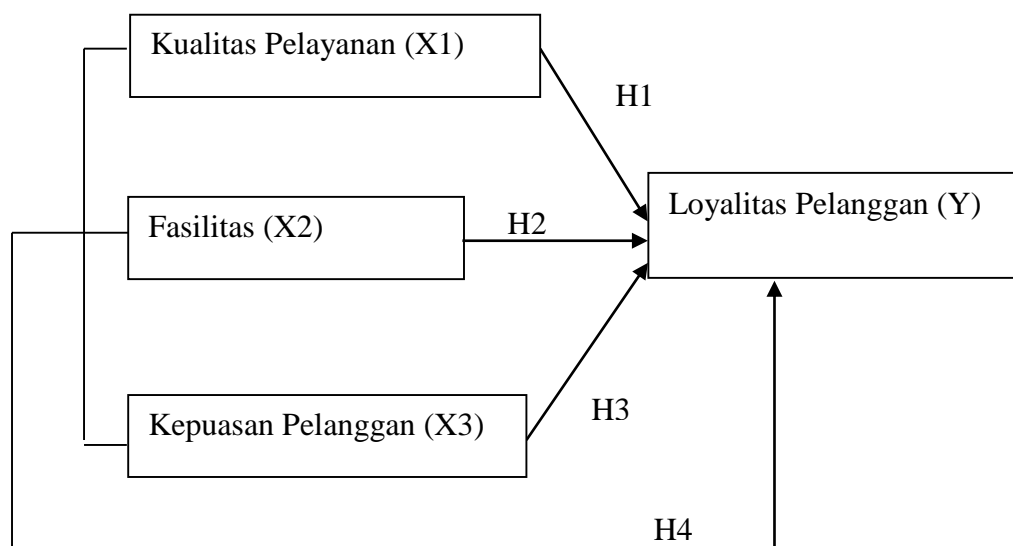 Kualitas Pelayanan (X1)
H1
Fasilitas (X2)
H2
Loyalitas Pelanggan (Y)
Kepuasan Pelanggan (X3)
H3
H4